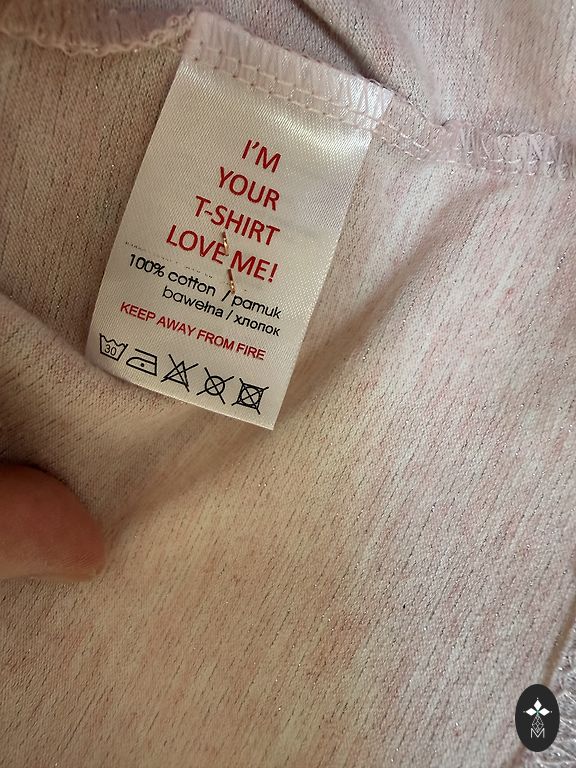 I'M
YOUR
T-SHIRT
LOVE ME!
100% cotton / pamuk
bawełna / хлопок
KEEP AWAY FROM FIRE
30
M